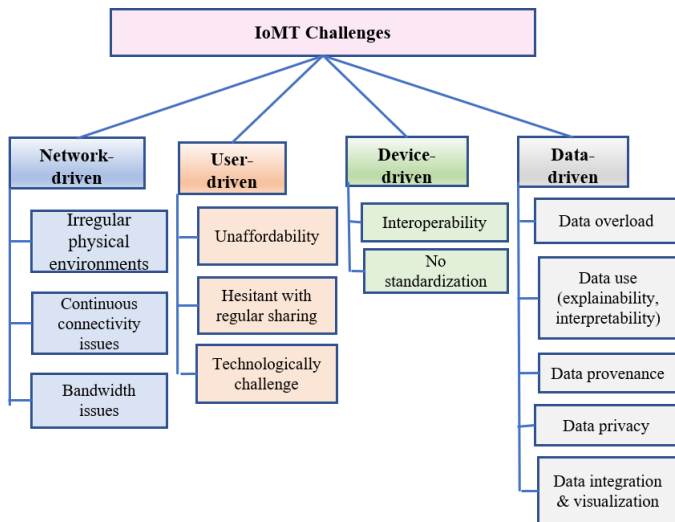 IoMT Challenges
Network-
driven
Irregular
physical
environments
Continuous
connectivity
issues
Bandwidth
issues
User-
driven
Unaffordability
Hesitant with
regular sharing
Technologically
challenge
Device-
driven
Interoperability
No
standardization
Data-
driven
Data overload
Data use
(explainability,
interpretability)
Data provenance
Data privacy
Data integration
& visualization